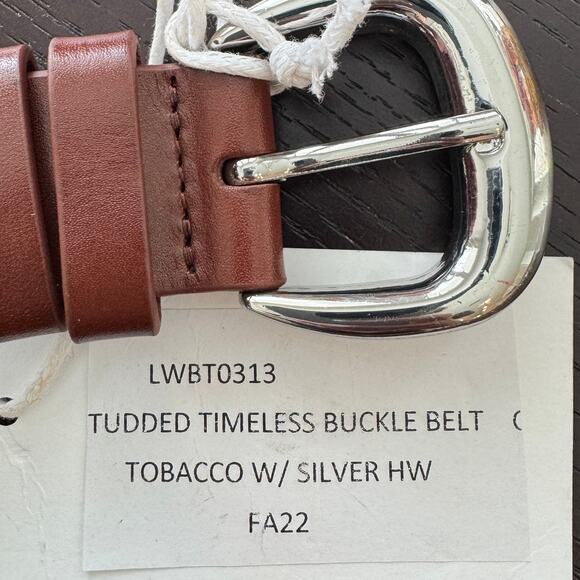 LWBT0313
TUDDED TIMELESS BUCKLE BELT
TOBACCO W/ SILVER HW
FA22